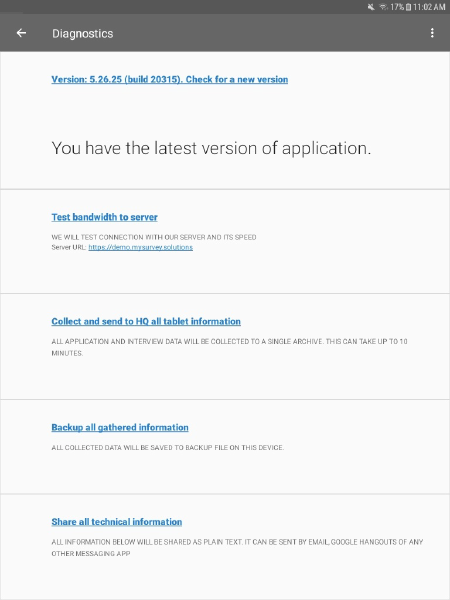 17% 11:02 AM
Diagnostics
Version: 5.26.25 (build 20315). Check for a new version
You have the latest version of application.
Test bandwidth to server
WE WILL TEST CONNECTION WITH OUR SERVER AND ITS SPEED
Server URL: https://demo.mysurvey.solutions
Collect and send to HQ all tablet information
ALL APPLICATION AND INTERVIEW DATA WILL BE COLLECTED TO A SINGLE ARCHIVE. THIS CAN TAKE UP TO 10
MINUTES.
Backup all gathered information
ALL COLLECTED DATA WILL BE SAVED TO BACKUP FILE ON THIS DEVICE.
Share all technical information
ALL INFORMATION BELOW WILL BE SHARED AS PLAIN TEXT. IT CAN BE SENT BY EMAIL,GOOGLE HANGOUTS OF ANY
OTHER MESSAGING APP